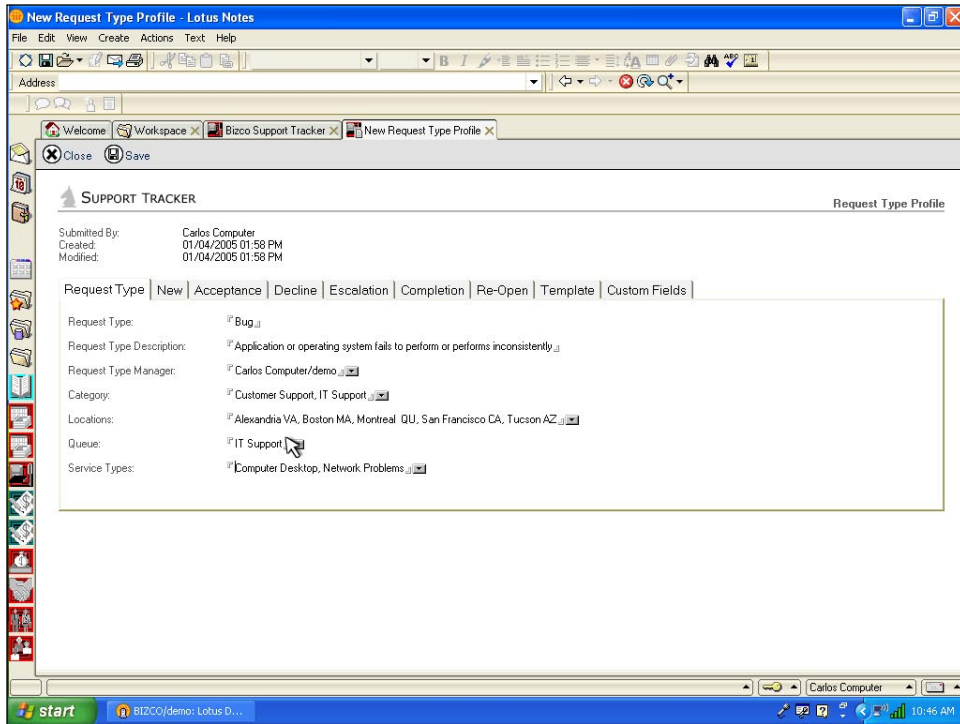 New Request Type Profile - Lotus Notes
File Edit View Create Actions Text Help
B I
Address
Welcome Workspace Bizco Support Tracker New Request Type Profile
Close Save
SUPPORT TRACKER
Request Type Profile
Submitted By: Carlos Computer
Created: 01/04/2005 01:58 PM
Modified: 01/04/2005 01:58 PM
Request Type New Acceptance Decline Escalation Completion Re-Open Template Custom Fields
Request Type: Bug
Request Type Description: Application or operating system fails to perform or performs inconsistently
Request Type Manager: Carlos Computer/demo
Category: Customer Support, IT Support
Locations: Alexandria VA, Boston MA, Montreal QU, San Francisco CA, Tucson AZ
Queue: IT Support
Service Types: Computer Desktop, Network Problems
Carlos Computer
start BIZCO/demo: Lotus D... 10:46 AM